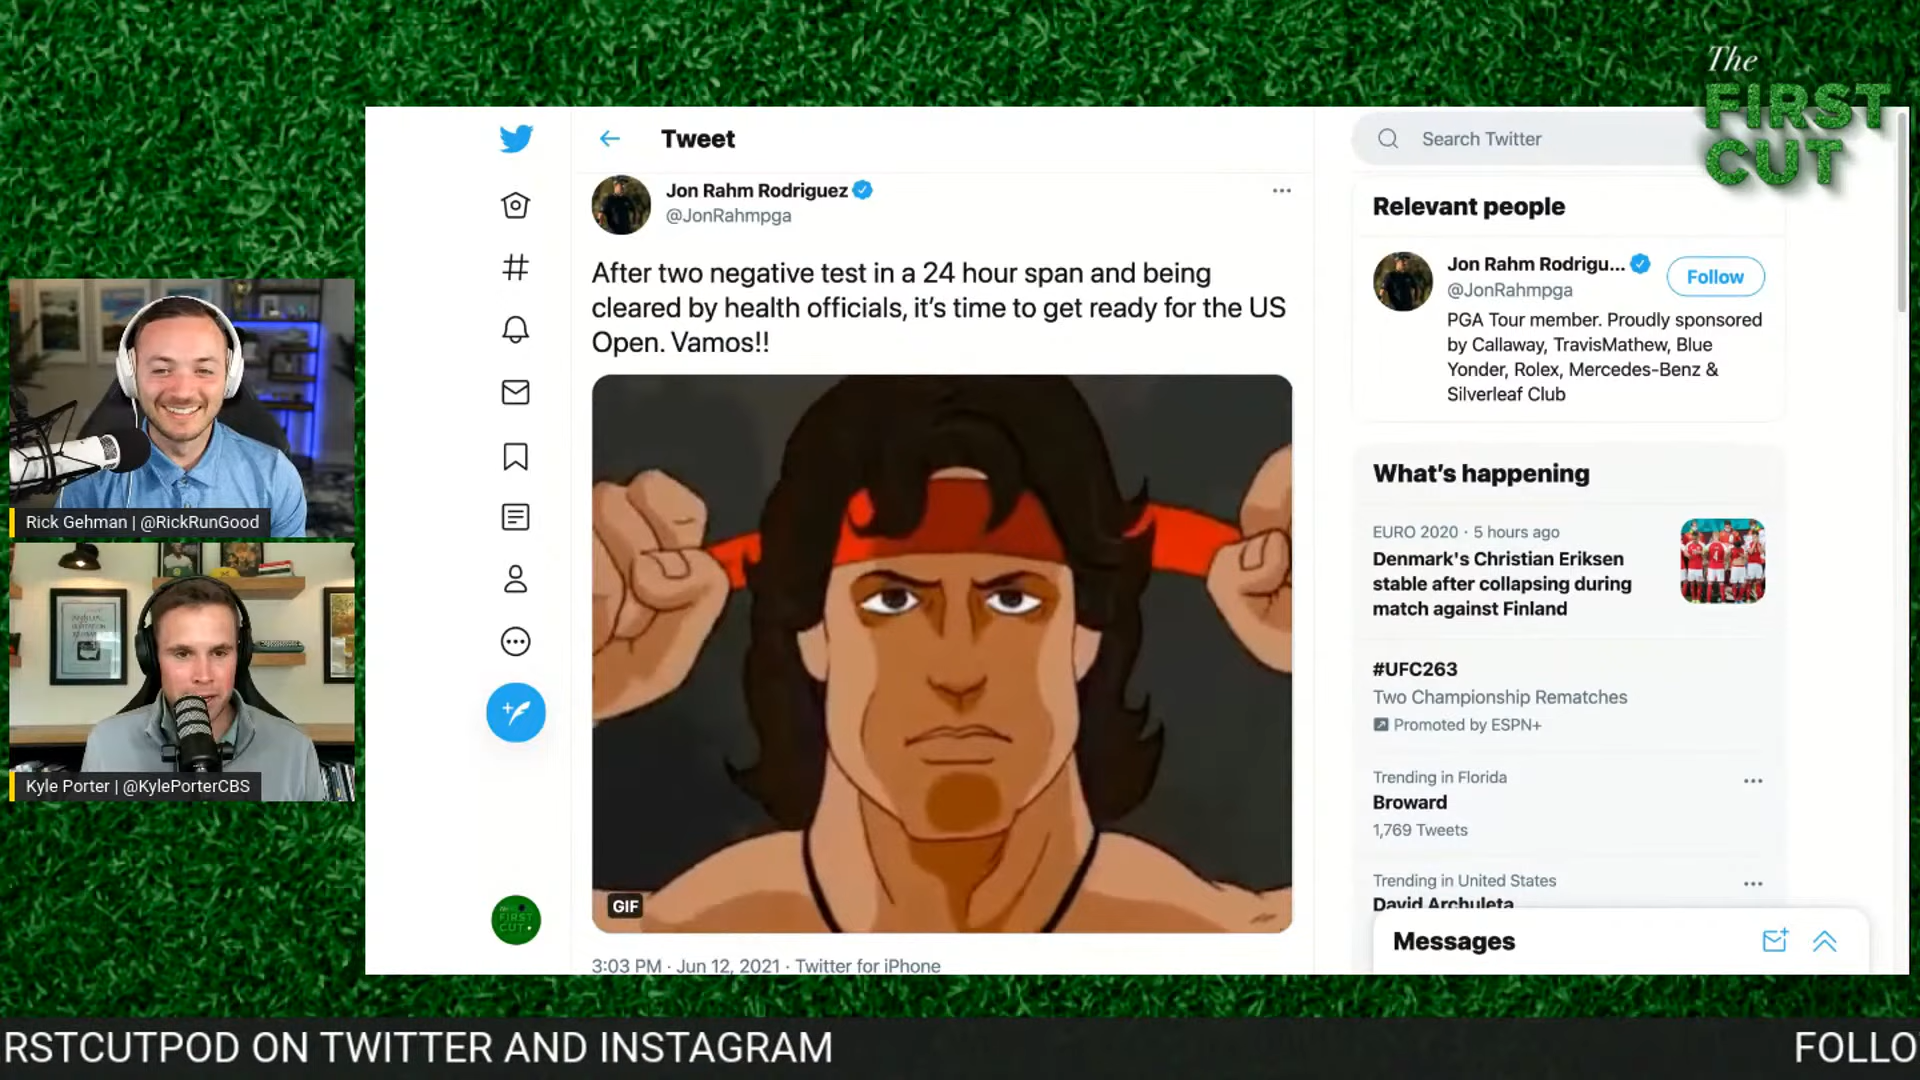 The
FIRST
CUT
Tweet
Search Twitter
Jon Rahm Rodriguez
@JonRahmpga
After two negative test in a 24 hour span and being
cleared by health officials, it's time to get ready for the US
Open. Vamos!!
GIF
3:03 PM · Jun 12, 2021 · Twitter for iPhone
Relevant people
Jon Rahm Rodrigu...
@JonRahmpga
Follow
PGA Tour member. Proudly sponsored
by Callaway, TravisMathew, Blue
Yonder, Rolex, Mercedes-Benz &
Silverleaf Club
What's happening
EURO 2020 · 5 hours ago
Denmark's Christian Eriksen
stable after collapsing during
match against Finland
#UFC263
Two Championship Rematches
Promoted by ESPN+
Trending in Florida
Broward
1,769 Tweets
Trending in United States
David Archuleta
Messages
Rick Gehman | @RickRunGood
Kyle Porter | @KylePorterCBS
FIRST
CUT
RSTCUTPOD ON TWITTER AND INSTAGRAM
FOLLO